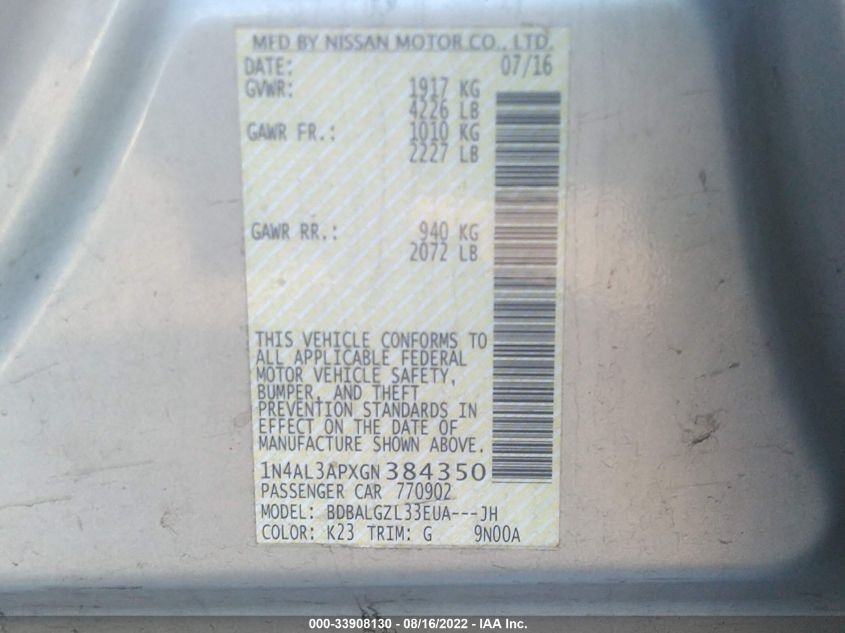 MFD BY NISSAN MOTOR CO., LTD.
DATE: 07/16
GVWR: 1917 KG
4226 LB
GAWR FR.: 1010 KG
2227 LB
GAWR RR.: 940 KG
2072 LB
THIS VEHICLE CONFORMS TO
ALL APPLICABLE FEDERAL
MOTOR VEHICLE SAFETY,
BUMPER, AND THEFT
PREVENTION STANDARDS IN
EFFECT ON THE DATE OF
MANUFACTURE SHOWN ABOVE.
1N4AL3APXGN384350
PASSENGER CAR 770902
MODEL: BDBALGZL33EUA---JH
COLOR: K23 TRIM: G 9N00A
000-33908130 - 08/16/2022 - IAA Inc.